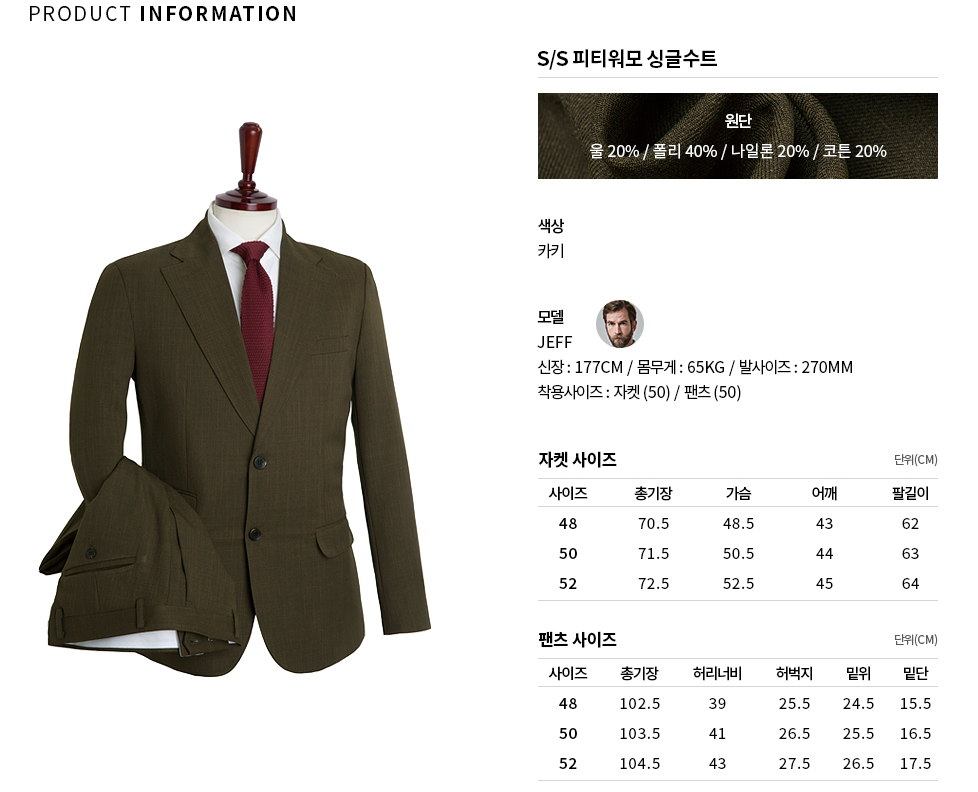 PRODUCT INFORMATION
S/S 피티워모 싱글수트
원단
울 20% / 폴리 40% / 나일론 20% / 코튼 20%
색상
카키
모델
JEFF
신장 : 177CM / 몸무게 : 65KG / 발사이즈 : 270MM
착용사이즈 : 자켓 (50) / 팬츠 (50)
자켓 사이즈 단위(CM)
사이즈 총기장 가슴 어깨 팔길이
48 70.5 48.5 43 62
50 71.5 50.5 44 63
52 72.5 52.5 45 64
팬츠 사이즈 단위(CM)
사이즈 총기장 허리너비 허벅지 밑위 밑단
48 102.5 39 25.5 24.5 15.5
50 103.5 41 26.5 25.5 16.5
52 104.5 43 27.5 26.5 17.5